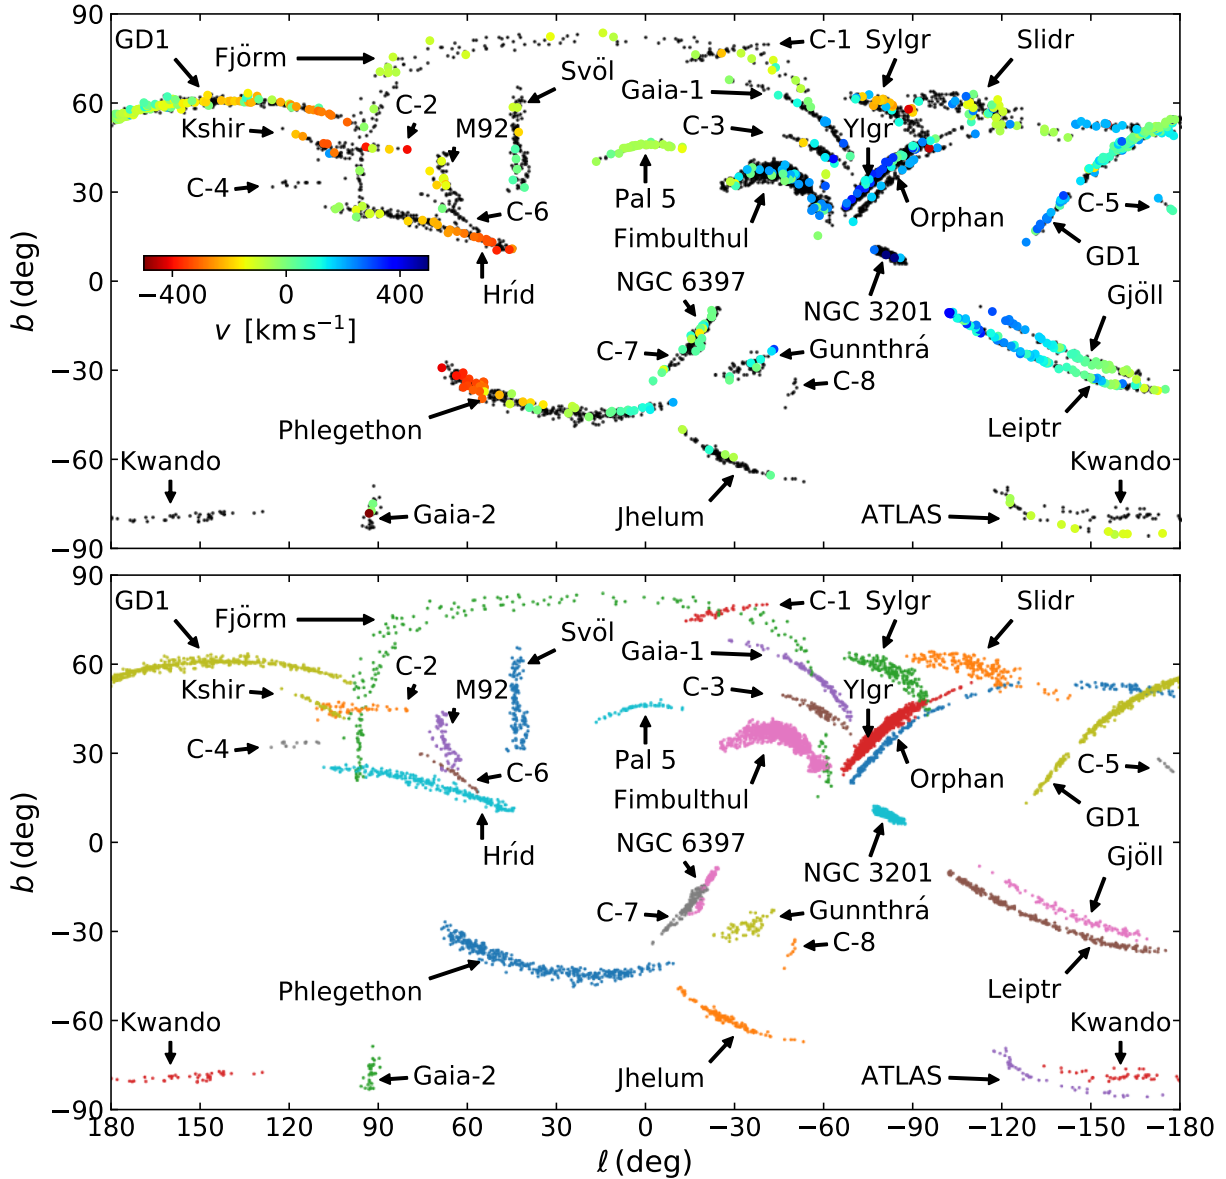 90
GD1
Fjörm
C-1 Sylgr Slidr
Svöl
60
C-2
Gaia-1
Kshir
M92
C-3
Ylgr
30
C-4
C-6
Pal 5
C-5
Fimbulthul
Orphan
GD1
0
−400 0 400
Hríd
NGC 6397
Gjöll
v [km s⁻¹]
NGC 3201
b (deg)
−30
C-7
Gunnthrá
C-8
Phlegethon
Leiptr
−60
Kwando
Kwando
Gaia-2
Jhelum
ATLAS
−90
90
GD1
Fjörm
C-1 Sylgr Slidr
Svöl
60
C-2
Gaia-1
Kshir
M92
C-3
Ylgr
30
C-4
C-6
Pal 5
C-5
Fimbulthul
Orphan
GD1
0
Hríd
NGC 6397
Gjöll
NGC 3201
b (deg)
−30
C-7
Gunnthrá
C-8
Phlegethon
Leiptr
−60
Kwando
Kwando
Gaia-2
Jhelum
ATLAS
−90
180 150 120 90 60 30 0 −30 −60 −90 −120 −150 −180
ℓ (deg)